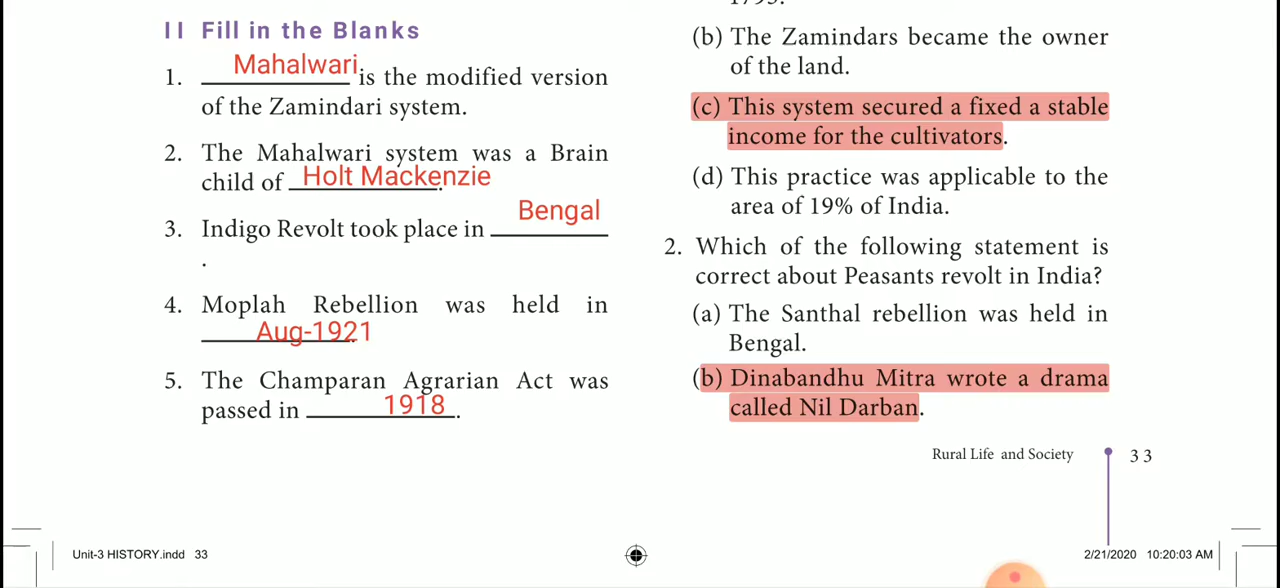 II Fill in the Blanks
1. Mahalwari is the modified version
of the Zamindari system.
2. The Mahalwari system was a Brain
child of Holt Mackenzie.
3. Indigo Revolt took place in Bengal
.
4. Moplah Rebellion was held in
Aug-1921.
5. The Champaran Agrarian Act was
passed in 1918.
1793.
(b) The Zamindars became the owner
of the land.
(c) This system secured a fixed a stable
income for the cultivators.
(d) This practice was applicable to the
area of 19% of India.
2. Which of the following statement is
correct about Peasants revolt in India?
(a) The Santhal rebellion was held in
Bengal.
(b) Dinabandhu Mitra wrote a drama
called Nil Darban.
Rural Life and Society 33
Unit-3 HISTORY.indd 33
2/21/2020 10:20:03 AM